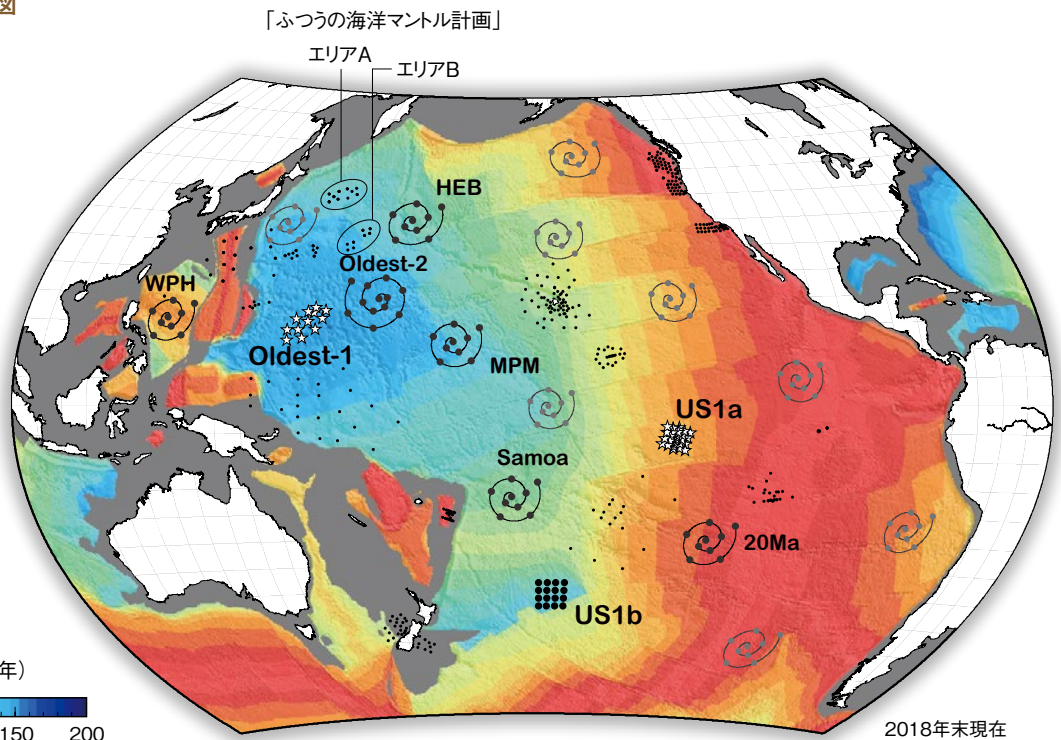 図
「ふつうの海洋マントル計画」
エリアA
エリアB
HEB
Oldest-2
WPH
Oldest-1
MPM
US1a
Samoa
20Ma
US1b
年）
150 200
2018年末現在